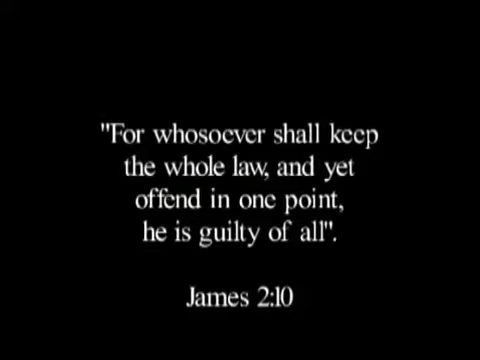 "For whosoever shall keep
the whole law, and yet
offend in one point,
he is guilty of all".
James 2:10